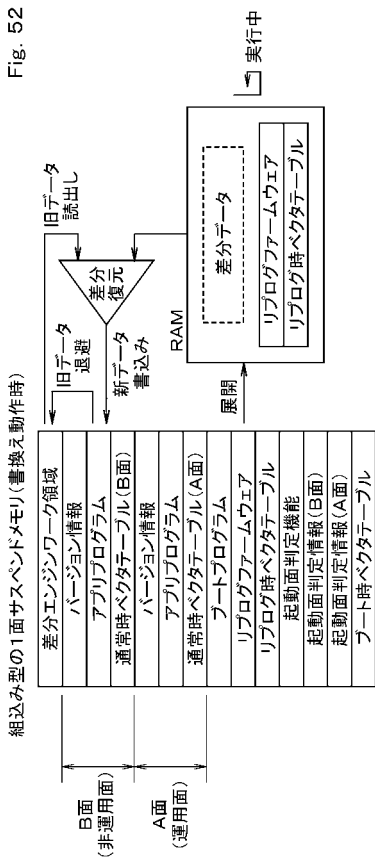 Fig. 52
組込み型の1面サスペンドメモリ(書換え動作時)
差分エンジンワーク領域
バージョン情報
アプリプログラム
通常時ベクタテーブル(B面)
バージョン情報
アプリプログラム
通常時ベクタテーブル(A面)
ブートプログラム
リプログファームウェア
リプログ時ベクタテーブル
起動面判定機能
起動面判定情報(B面)
起動面判定情報(A面)
ブート時ベクタテーブル
B面
(非運用面)
A面
(運用面)
旧データ
退避
旧データ
読出し
差分
復元
新データ
書込み
展開
RAM
差分データ
リプログファームウェア
リプログ時ベクタテーブル
実行中